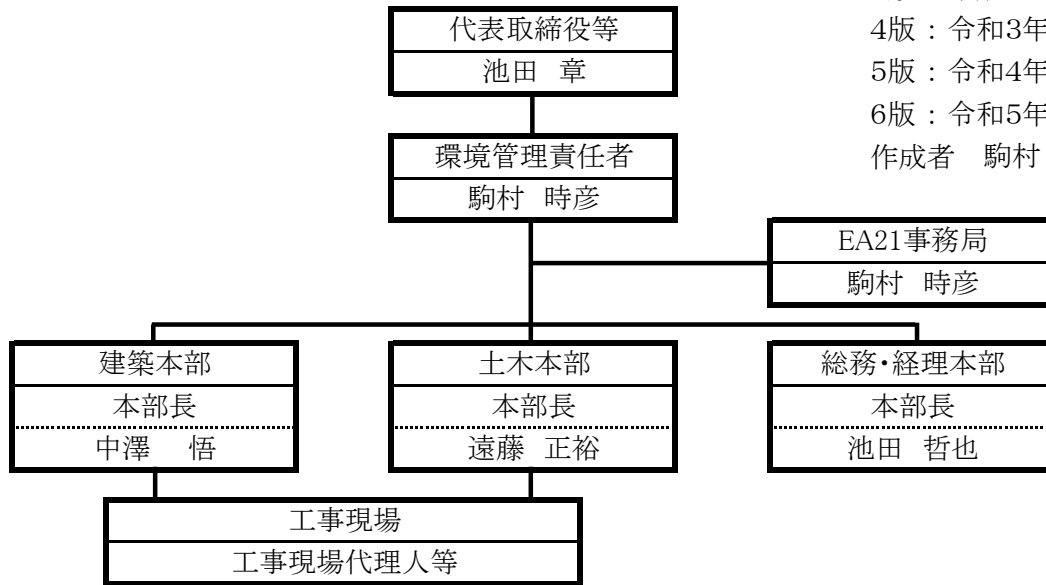 代表取締役等
池田 章
4版：令和3年
5版：令和4年
6版：令和5年
作成者 駒村
環境管理責任者
駒村 時彦
EA21事務局
駒村 時彦
建築本部
本部長
中澤 悟
土木本部
本部長
遠藤 正裕
総務・経理本部
本部長
池田 哲也
工事現場
工事現場代理人等